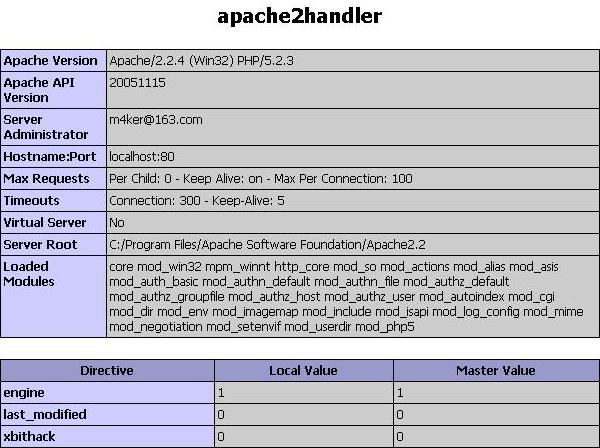 apache2handler
Apache Version Apache/2.2.4 (Win32) PHP/5.2.3
Apache API Version 20051115
Server Administrator m4ker@163.com
Hostname:Port localhost:80
Max Requests Per Child: 0 - Keep Alive: on - Max Per Connection: 100
Timeouts Connection: 300 - Keep-Alive: 5
Virtual Server No
Server Root C:/Program Files/Apache Software Foundation/Apache2.2
Loaded Modules core mod_win32 mpm_winnt http_core mod_so mod_actions mod_alias mod_asis
mod_auth_basic mod_authn_default mod_authn_file mod_authz_default
mod_authz_groupfile mod_authz_host mod_authz_user mod_autoindex mod_cgi
mod_dir mod_env mod_imagemap mod_include mod_isapi mod_log_config mod_mime
mod_negotiation mod_setenvif mod_userdir mod_php5
Directive Local Value Master Value
engine 1 1
last_modified 0 0
xbithack 0 0